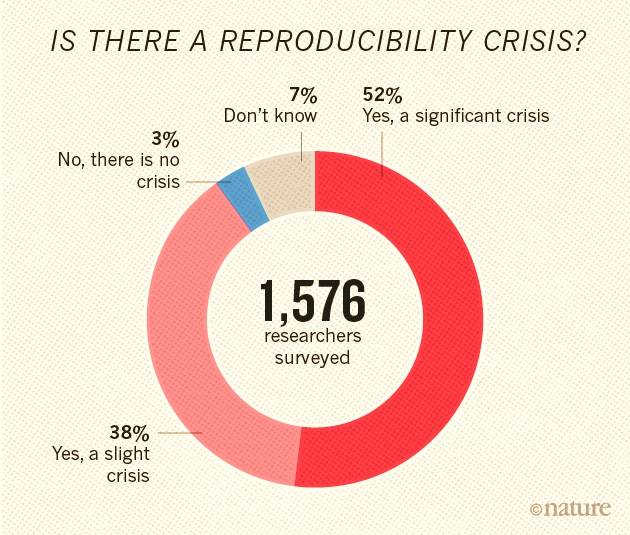 IS THERE A REPRODUCIBILITY CRISIS?
7%
Don't know
52%
Yes, a significant crisis
3%
No, there is no
crisis
1,576
researchers
surveyed
38%
Yes, a slight
crisis
©nature